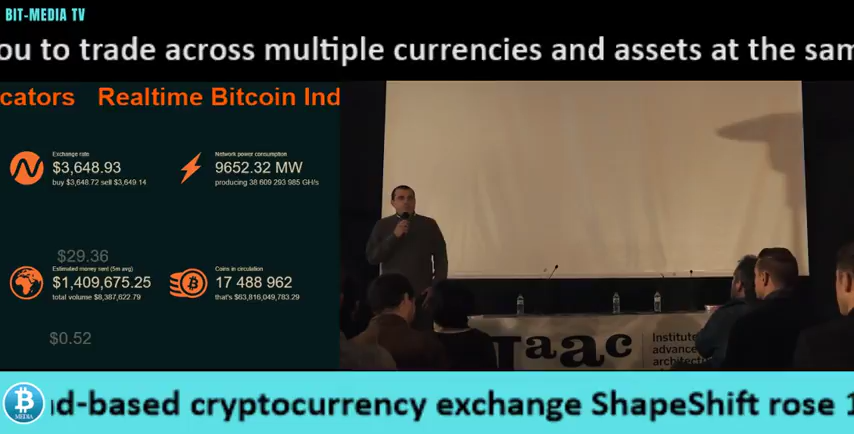 BIT-MEDIA TV
ou to trade across multiple currencies and assets at the sam
cators Realtime Bitcoin Ind
Exchange rate
$3,648.93
buy $3,648.72 sell $3,649.14
Network power consumption
9652.32 MW
producing 38 609 293 985 GH/s
$29.36
Estimated money sent (5m avg)
$1,409,675.25
total volume $8,387,622.79
Coins in circulation
17 488 962
that's $63,816,049,783.29
$0.52
Iaac
Institute
advance
architect
MEDIA
d-based cryptocurrency exchange ShapeShift rose 1